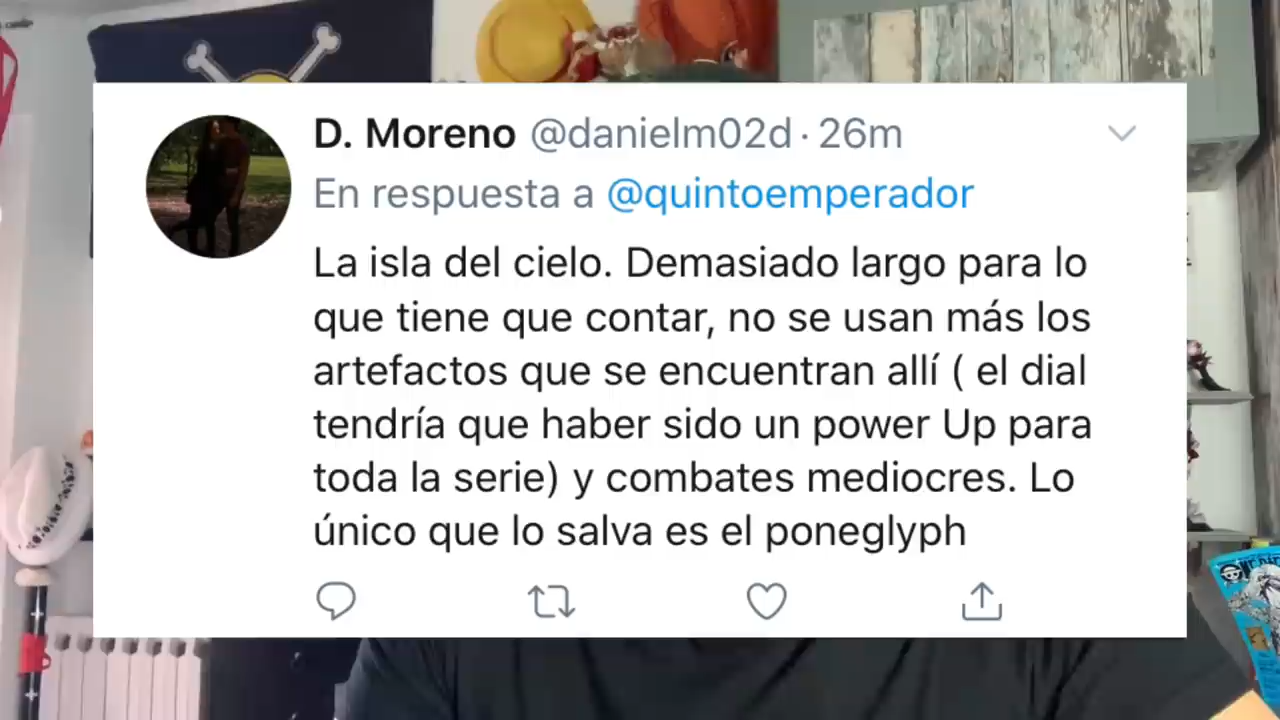 D. Moreno @danielm02d · 26m
En respuesta a @quintoemperador
La isla del cielo. Demasiado largo para lo
que tiene que contar, no se usan más los
artefactos que se encuentran allí ( el dial
tendría que haber sido un power Up para
toda la serie) y combates mediocres. Lo
único que lo salva es el poneglyph